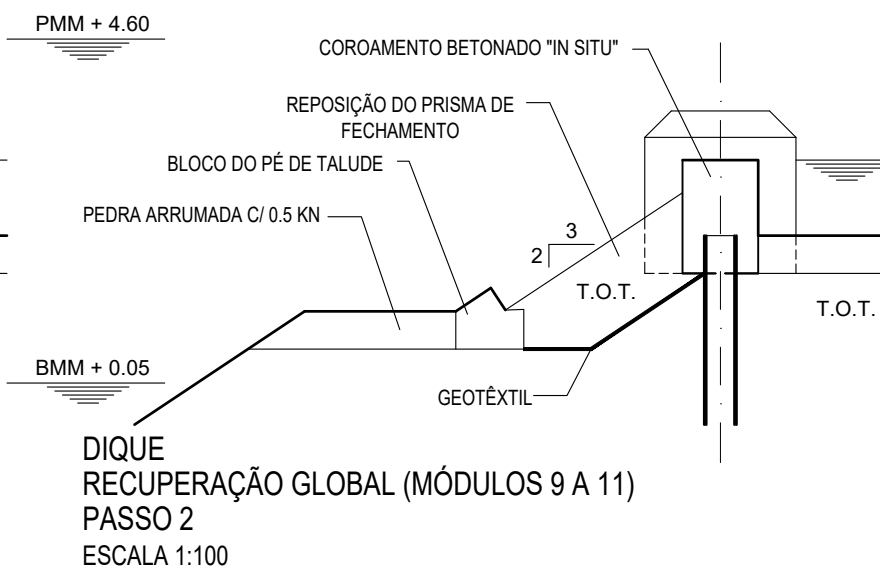 PMM + 4.60
COROAMENTO BETONADO "IN SITU"
REPOSIÇÃO DO PRISMA DE
FECHAMENTO
BLOCO DO PÉ DE TALUDE
PEDRA ARRUMADA C/ 0.5 KN
3
2
T.O.T.
T.O.T.
BMM + 0.05
GEOTÊXTIL
DIQUE
RECUPERAÇÃO GLOBAL (MÓDULOS 9 A 11)
PASSO 2
ESCALA 1:100